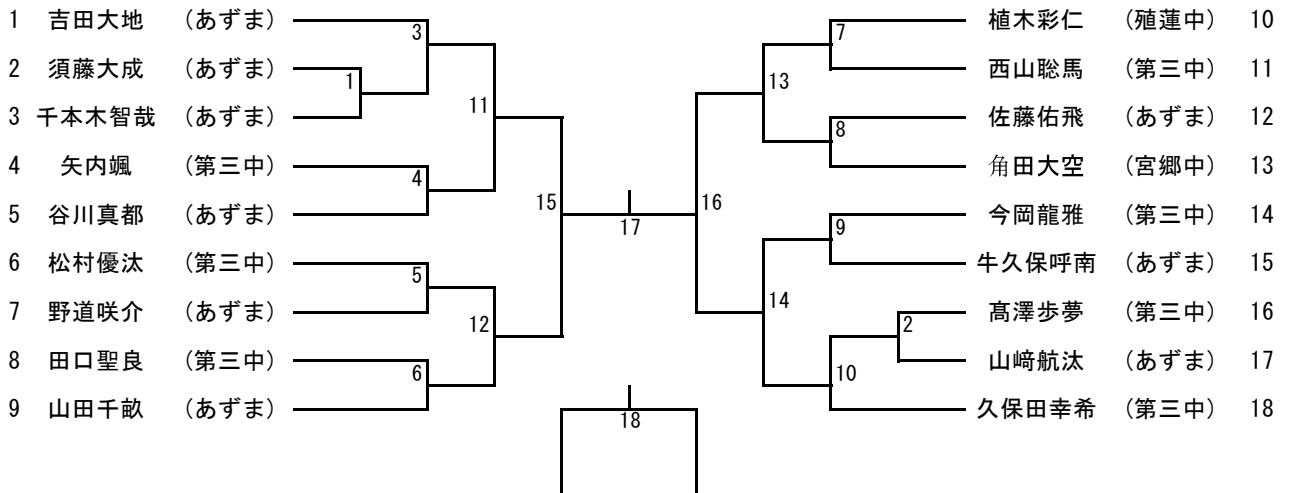 1 吉田大地 (あずま) 3 7 植木彩仁 (殖蓮中) 10
2 須藤大成 (あずま) 1 13 西山聡馬 (第三中) 11
3 千本木智哉 (あずま) 11 8 佐藤佑飛 (あずま) 12
4 矢内颯 (第三中) 4 角田大空 (宮郷中) 13
5 谷川真都 (あずま) 15 17 16 9 今岡龍雅 (第三中) 14
6 松村優汰 (第三中) 5 牛久保呼南 (あずま) 15
7 野道咲介 (あずま) 12 14 2 髙澤歩夢 (第三中) 16
8 田口聖良 (第三中) 6 10 山﨑航汰 (あずま) 17
9 山田千畝 (あずま) 18 久保田幸希 (第三中) 18